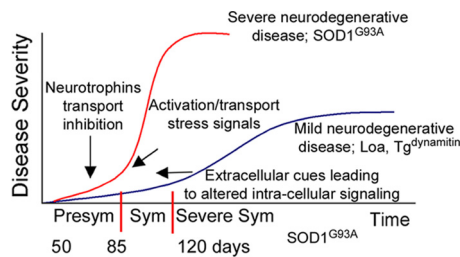 Severe neurodegenerative
disease; SOD1G93A
Neurotrophins
transport
inhibition
Activation/transport
stress signals
Mild neurodegenerative
disease; Loa, Tgdynamitin
Extracellular cues leading
to altered intra-cellular signaling
Disease Severity
Presym Sym Severe Sym Time
50 85 120 days SOD1G93A